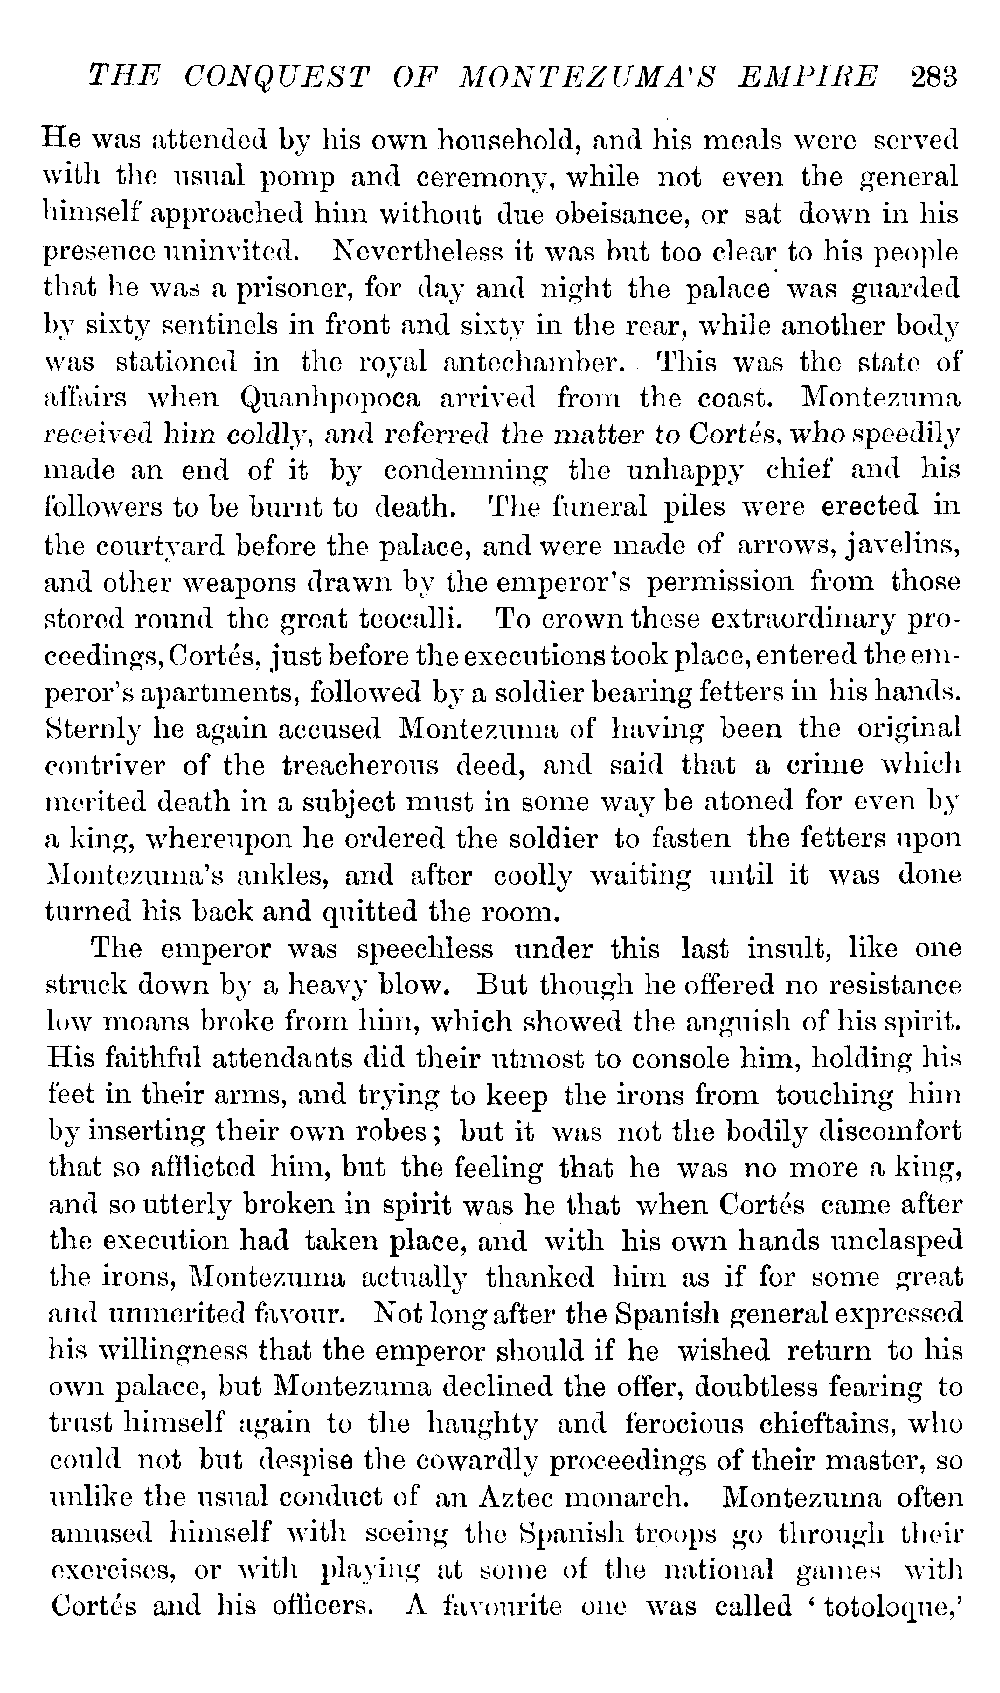 THE CONQUEST OF MONTEZUMA'S EMPIRE 283
He was attended by his own household, and his meals were served
with the usual pomp and ceremony, while not even the general
himself approached him without due obeisance, or sat down in his
presence uninvited. Nevertheless it was but too clear to his people
that he was a prisoner, for day and night the palace was guarded
by sixty sentinels in front and sixty in the rear, while another body
was stationed in the royal antechamber. This was the state of
affairs when Quanhpopoca arrived from the coast. Montezuma
received him coldly, and referred the matter to Cortés, who speedily
made an end of it by condemning the unhappy chief and his
followers to be burnt to death. The funeral piles were erected in
the courtyard before the palace, and were made of arrows, javelins,
and other weapons drawn by the emperor's permission from those
stored round the great teocalli. To crown these extraordinary pro-
ceedings, Cortés, just before the executions took place, entered the em-
peror's apartments, followed by a soldier bearing fetters in his hands.
Sternly he again accused Montezuma of having been the original
contriver of the treacherous deed, and said that a crime which
merited death in a subject must in some way be atoned for even by
a king, whereupon he ordered the soldier to fasten the fetters upon
Montezuma's ankles, and after coolly waiting until it was done
turned his back and quitted the room.
The emperor was speechless under this last insult, like one
struck down by a heavy blow. But though he offered no resistance
low moans broke from him, which showed the anguish of his spirit.
His faithful attendants did their utmost to console him, holding his
feet in their arms, and trying to keep the irons from touching him
by inserting their own robes; but it was not the bodily discomfort
that so afflicted him, but the feeling that he was no more a king,
and so utterly broken in spirit was he that when Cortés came after
the execution had taken place, and with his own hands unclasped
the irons, Montezuma actually thanked him as if for some great
and unmerited favour. Not long after the Spanish general expressed
his willingness that the emperor should if he wished return to his
own palace, but Montezuma declined the offer, doubtless fearing to
trust himself again to the haughty and ferocious chieftains, who
could not but despise the cowardly proceedings of their master, so
unlike the usual conduct of an Aztec monarch. Montezuma often
amused himself with seeing the Spanish troops go through their
exercises, or with playing at some of the national games with
Cortés and his officers. A favourite one was called 'totoloque,'